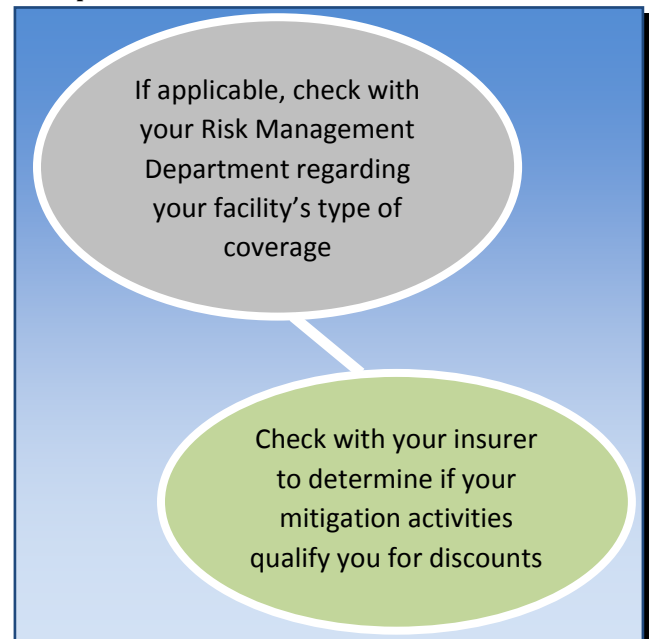 If applicable, check with
your Risk Management
Department regarding
your facility’s type of
coverage
Check with your insurer
to determine if your
mitigation activities
qualify you for discounts